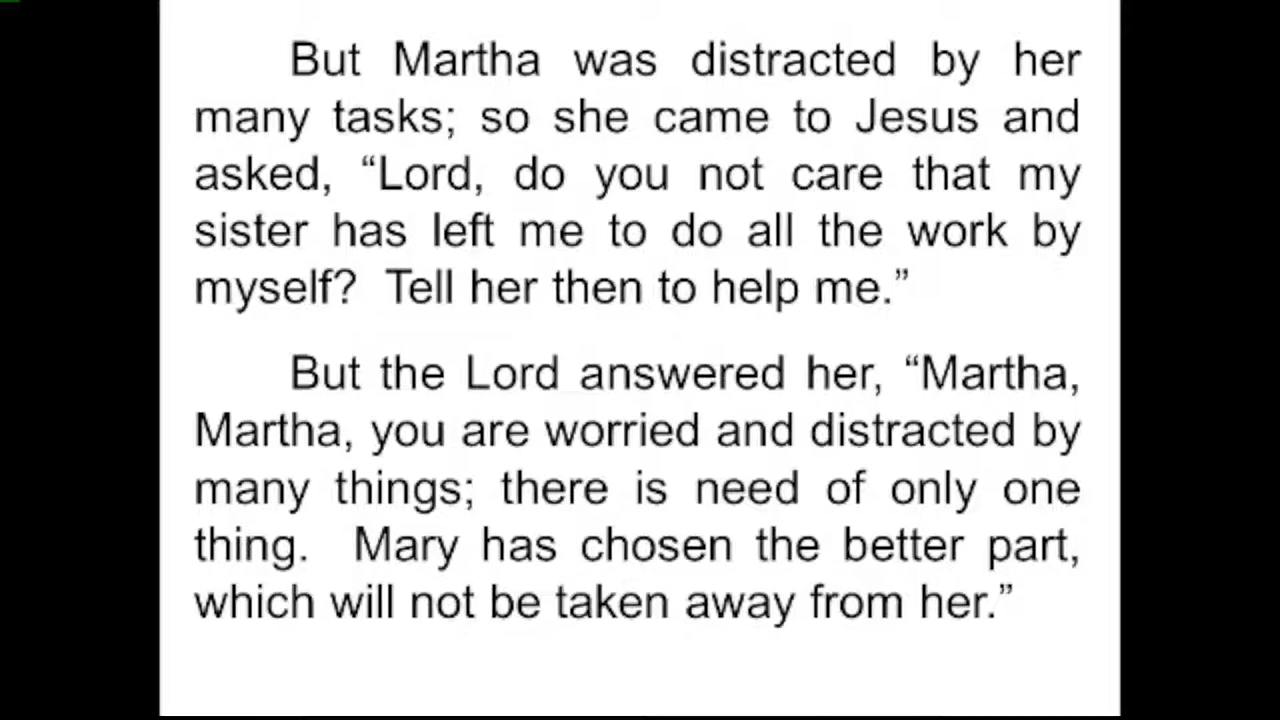 But Martha was distracted by her
many tasks; so she came to Jesus and
asked, “Lord, do you not care that my
sister has left me to do all the work by
myself?  Tell her then to help me.”
But the Lord answered her, “Martha,
Martha, you are worried and distracted by
many things; there is need of only one
thing.  Mary has chosen the better part,
which will not be taken away from her.”